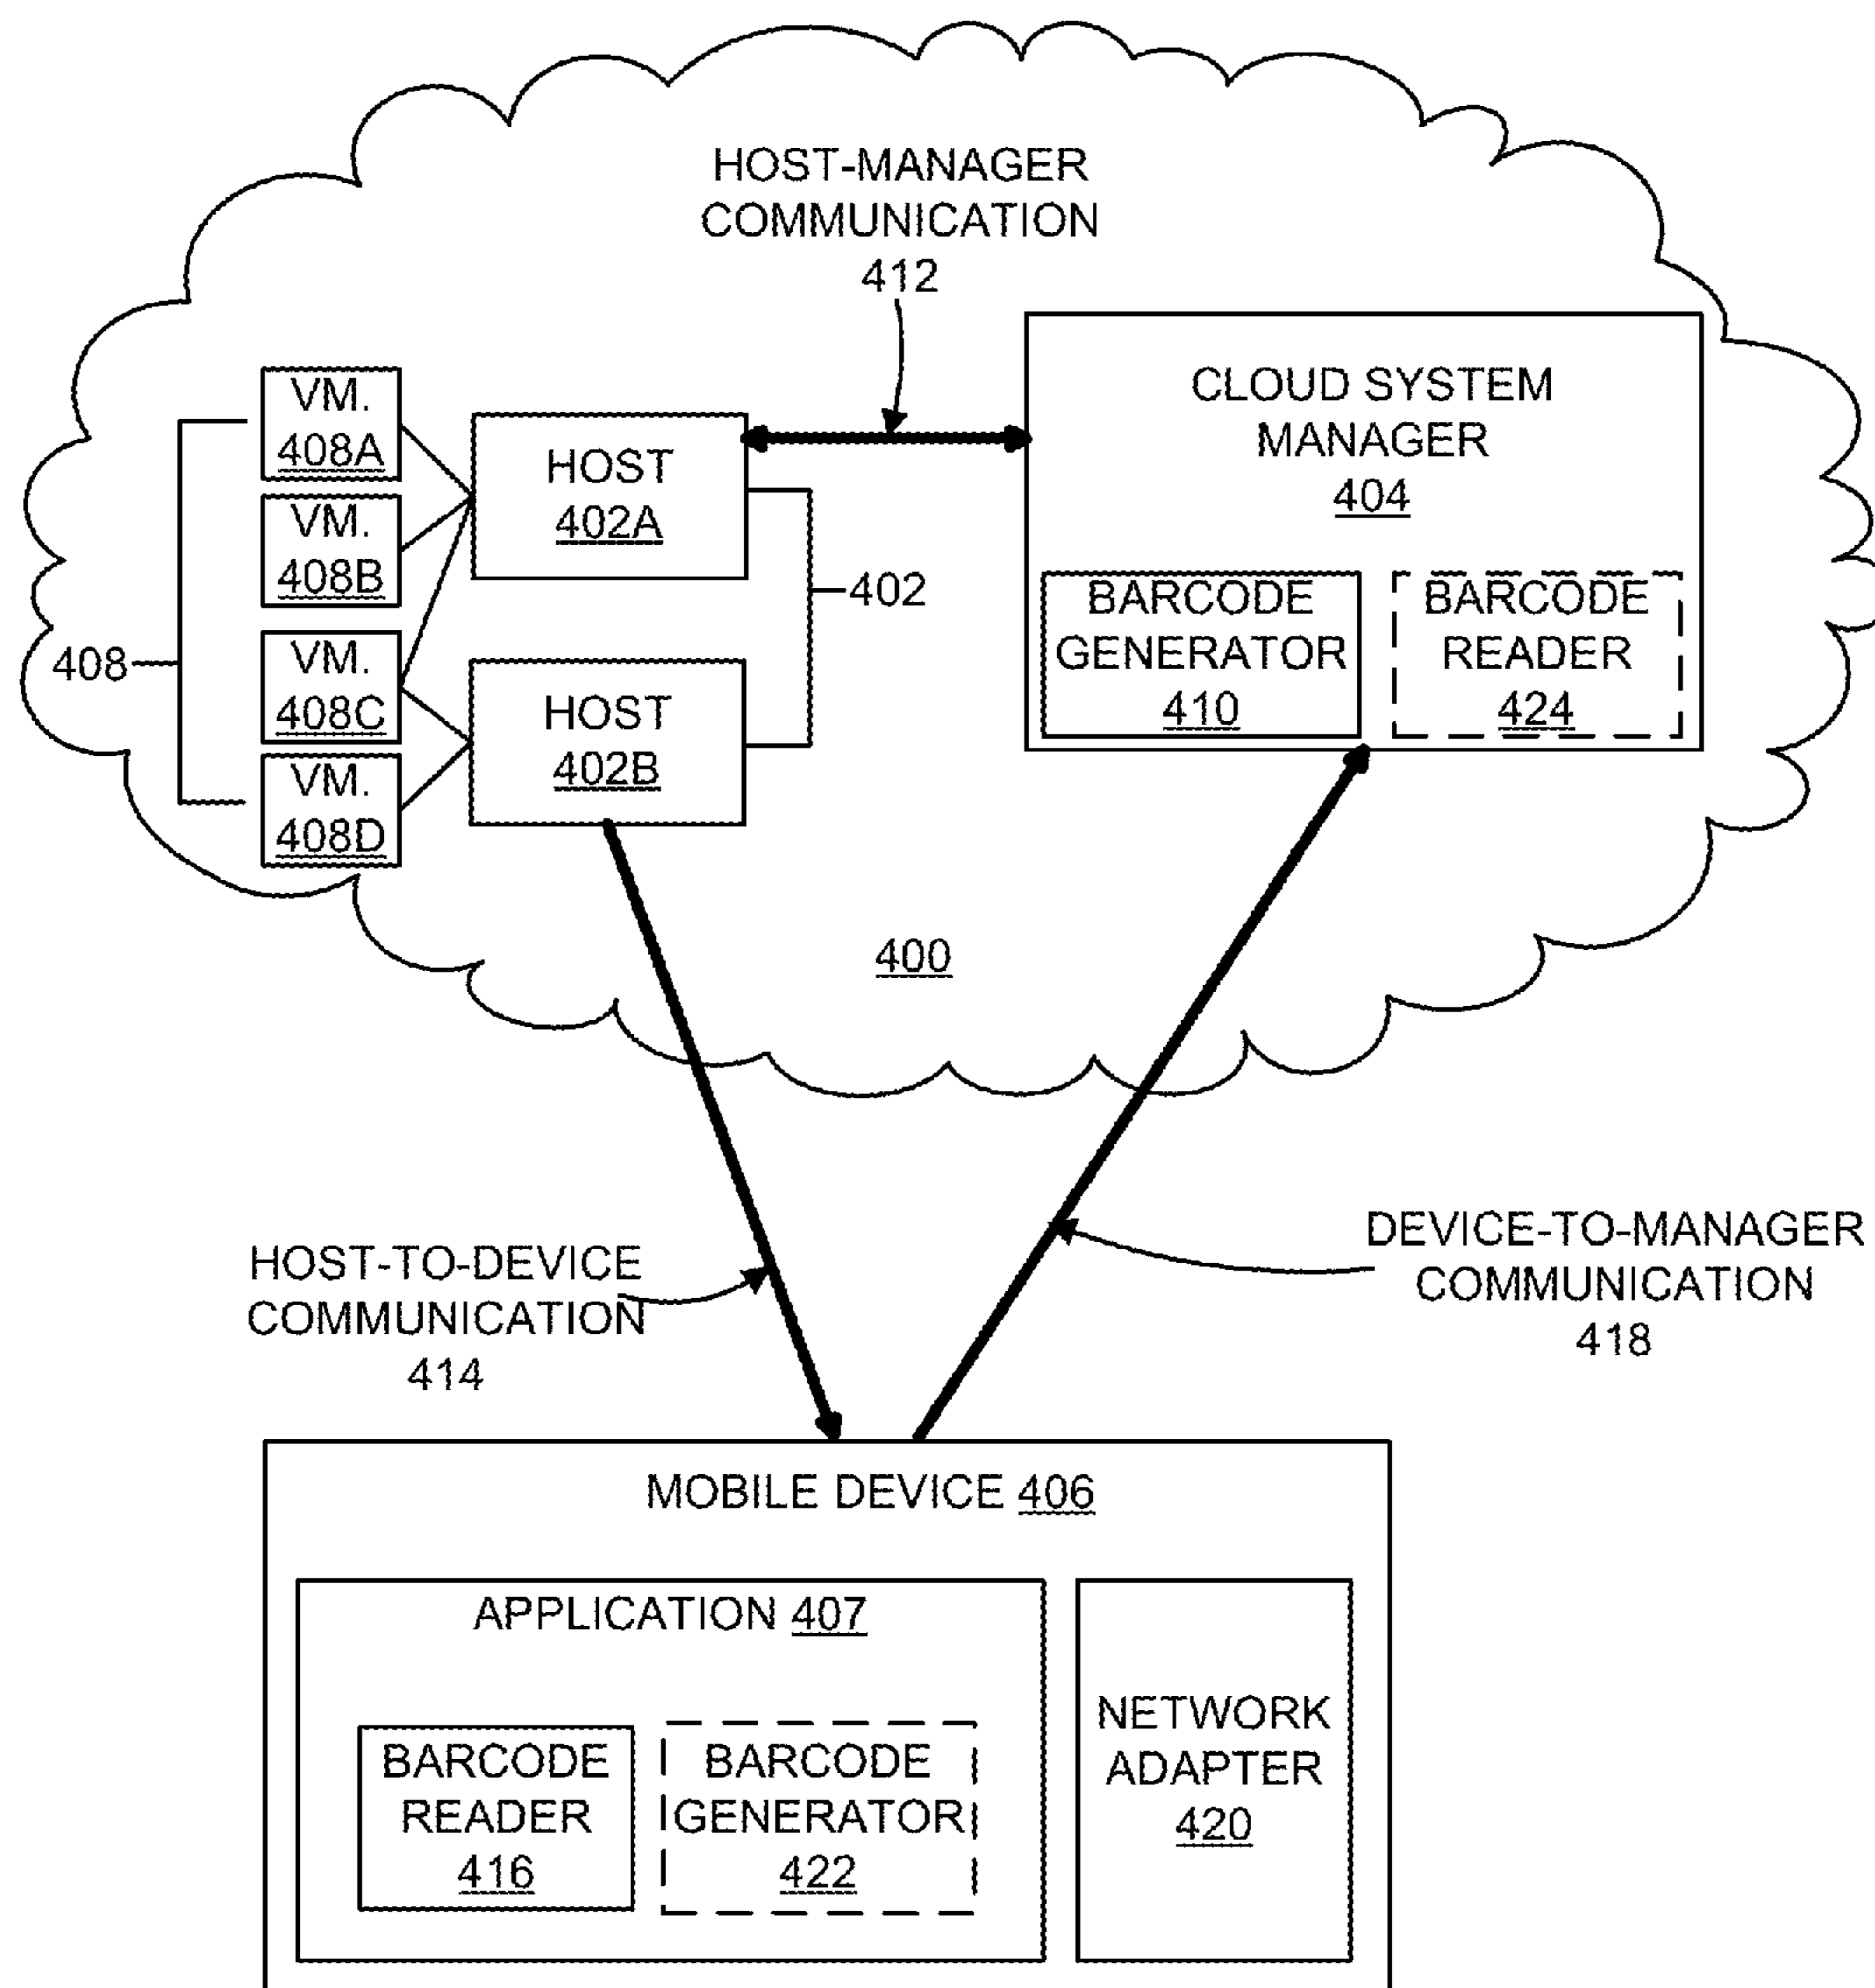 HOST-MANAGER
COMMUNICATION
412
VM.
408A
VM.
408B
VM.
408C
VM.
408D
408
HOST
402A
HOST
402B
402
CLOUD SYSTEM
MANAGER
404
BARCODE
GENERATOR
410
BARCODE
READER
424
400
HOST-TO-DEVICE
COMMUNICATION
414
DEVICE-TO-MANAGER
COMMUNICATION
418
MOBILE DEVICE 406
APPLICATION 407
BARCODE
READER
416
BARCODE
GENERATOR
422
NETWORK
ADAPTER
420